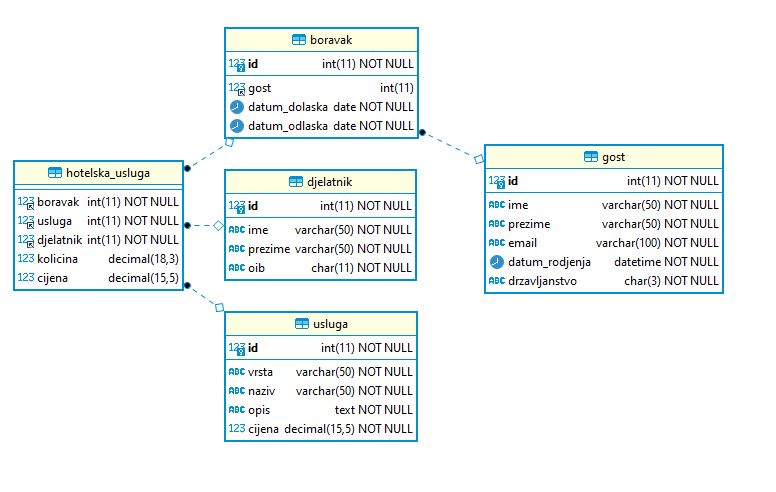 boravak
123 id int(11) NOT NULL
123 gost int(11)
datum_dolaska date NOT NULL
datum_odlaska date NOT NULL
hotelska_usluga
123 boravak int(11) NOT NULL
123 usluga int(11) NOT NULL
123 djelatnik int(11) NOT NULL
123 kolicina decimal(18,3)
123 cijena decimal(15,5)
djelatnik
123 id int(11) NOT NULL
ABC ime varchar(50) NOT NULL
ABC prezime varchar(50) NOT NULL
ABC oib char(11) NOT NULL
gost
123 id int(11) NOT NULL
ABC ime varchar(50) NOT NULL
ABC prezime varchar(50) NOT NULL
ABC email varchar(100) NOT NULL
datum_rodjenja datetime NOT NULL
ABC drzavljanstvo char(3) NOT NULL
usluga
123 id int(11) NOT NULL
ABC vrsta varchar(50) NOT NULL
ABC naziv varchar(50) NOT NULL
ABC opis text NOT NULL
123 cijena decimal(15,5) NOT NULL